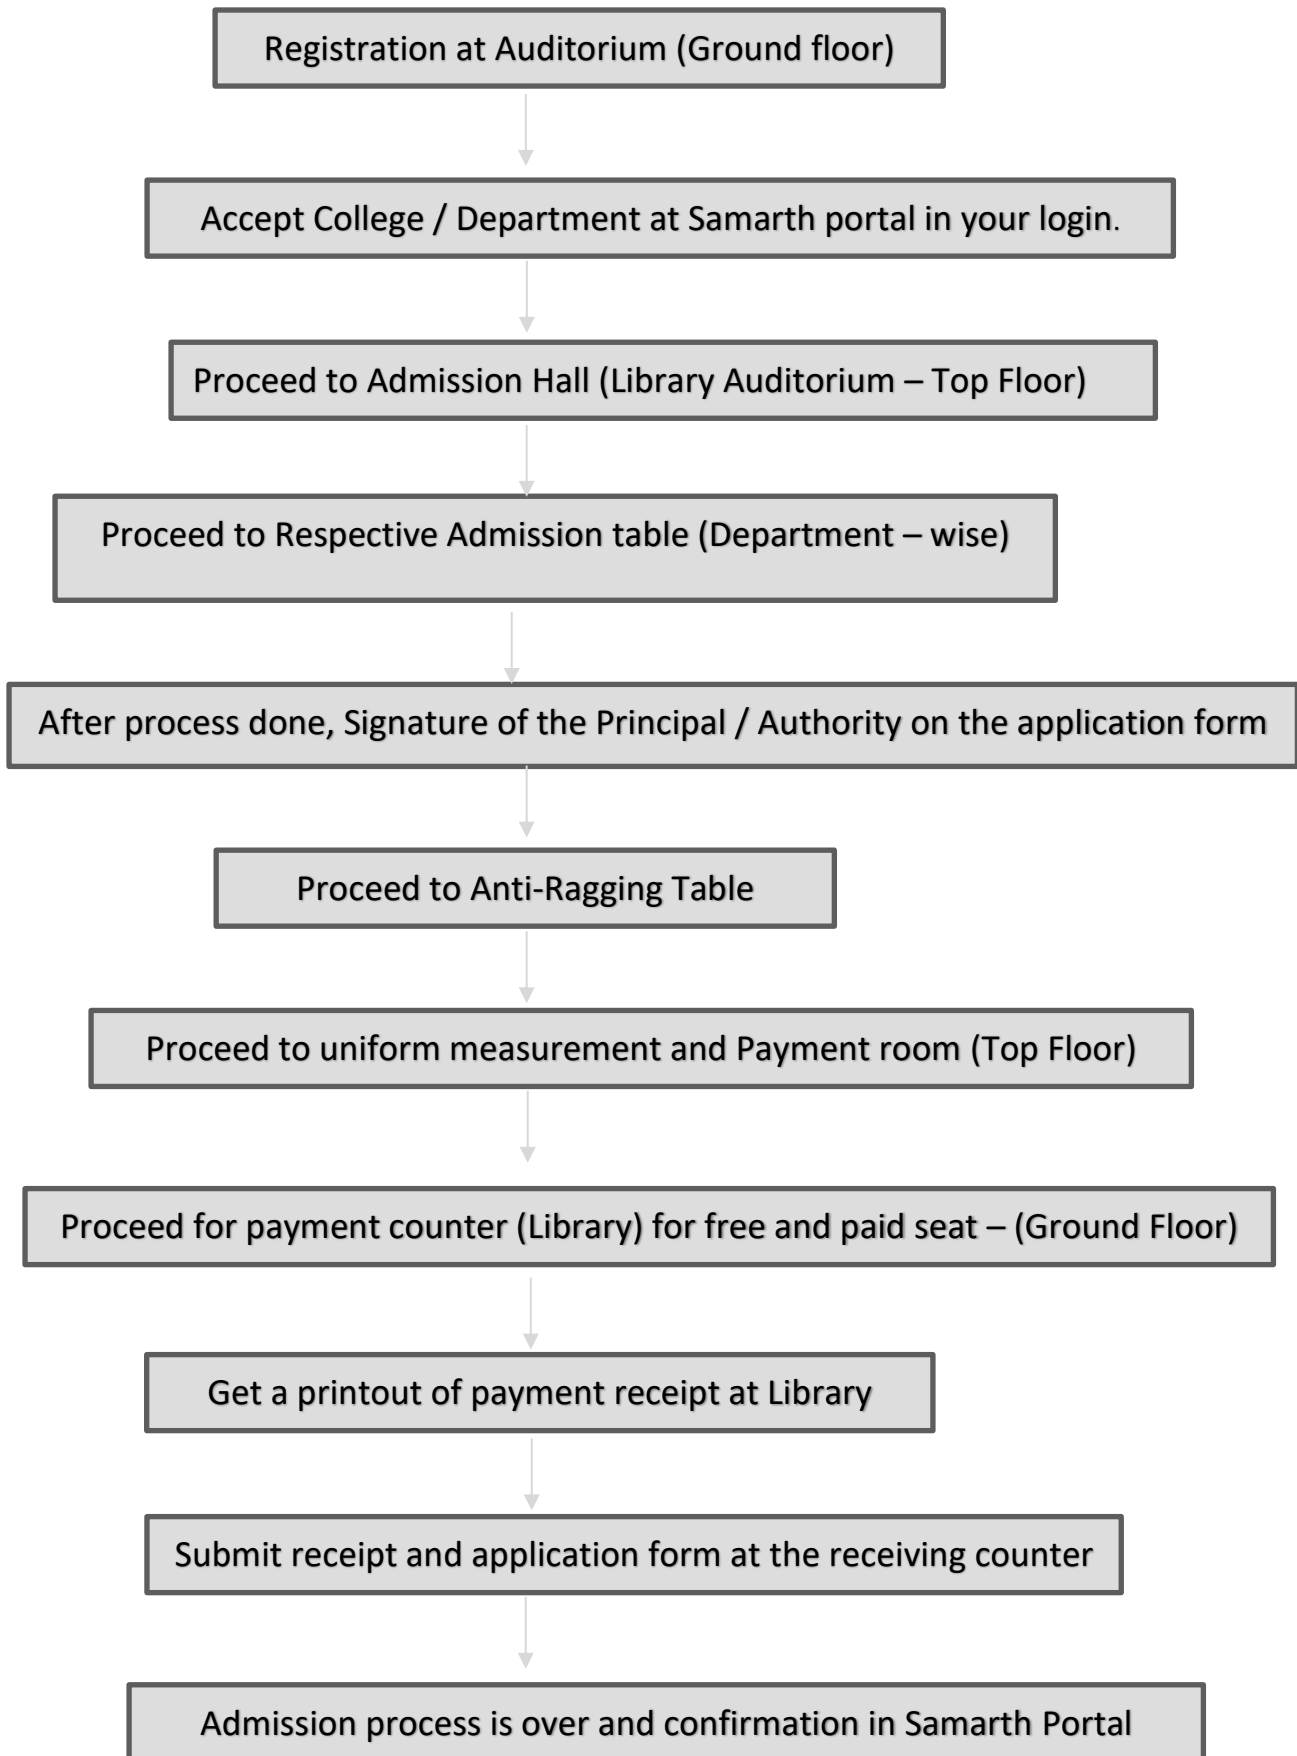 Registration at Auditorium (Ground floor)
Accept College / Department at Samarth portal in your login.
Proceed to Admission Hall (Library Auditorium – Top Floor)
Proceed to Respective Admission table (Department – wise)
After process done, Signature of the Principal / Authority on the application form
Proceed to Anti-Ragging Table
Proceed to uniform measurement and Payment room (Top Floor)
Proceed for payment counter (Library) for free and paid seat – (Ground Floor)
Get a printout of payment receipt at Library
Submit receipt and application form at the receiving counter
Admission process is over and confirmation in Samarth Portal